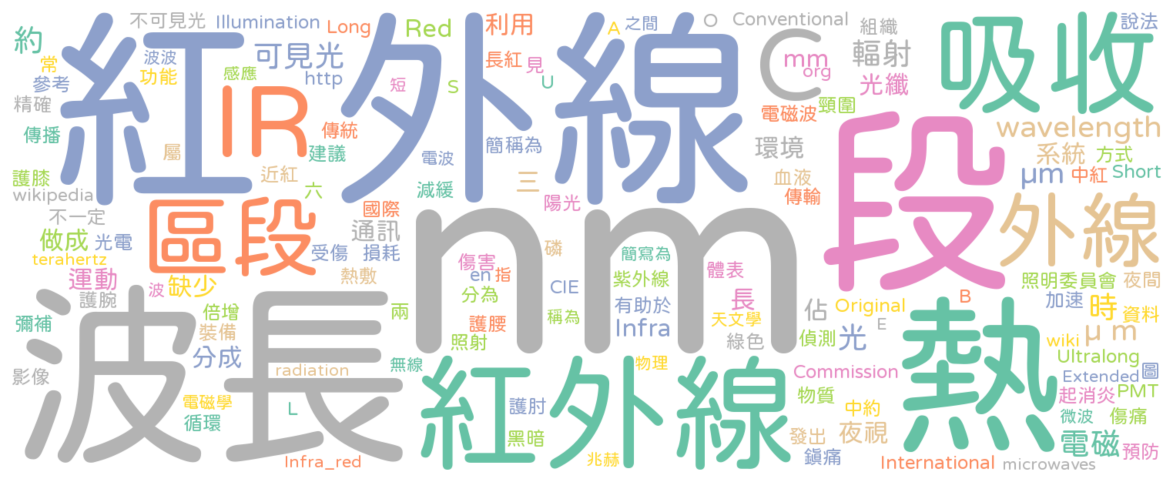 不可見光 Illumination Long Red 利用 A 之間 O Conventional 組織 說法
約 波波 可見光 長紅 見 C mm 輻射 吸收
常 功能 感應 http 短 S U org 光纖
參考 紅外線 IR
精確 電磁波 頸圍 wavelength
傳播 屬 建議 傳統 電波 簡稱為 環境 系統 方式
護膝 近紅 六 減緩 三 血液 μm 中紅 Short
wikipedia 國際 陽光 傳輸 段
不一定 區段 通訊 nm 外線
做成 光電 受傷 損耗 磷 簡寫為
terahertz 傷害 en 指 紫外線 體表 照明委員會 夜間
運動 波 缺少 熱敷 分為 CIE 長 佔 Original B 加速 時 資料
護腕 倍增 兩 護腰 稱為 有助於 天文學 E μ m
彌補 裝備 照射 Infra 綠色 偵測 光 wiki
影像 分成 無線 物理 Commission Ultralong
波長 radiation 紅外線 熱 Extended 圖
電磁學 L 護肘 物質 中約 起消炎 PMT
循環 黑暗 發出 夜視 微波 傷痛
Infra_red 兆赫 鎮痛 International 電磁 預防
microwaves